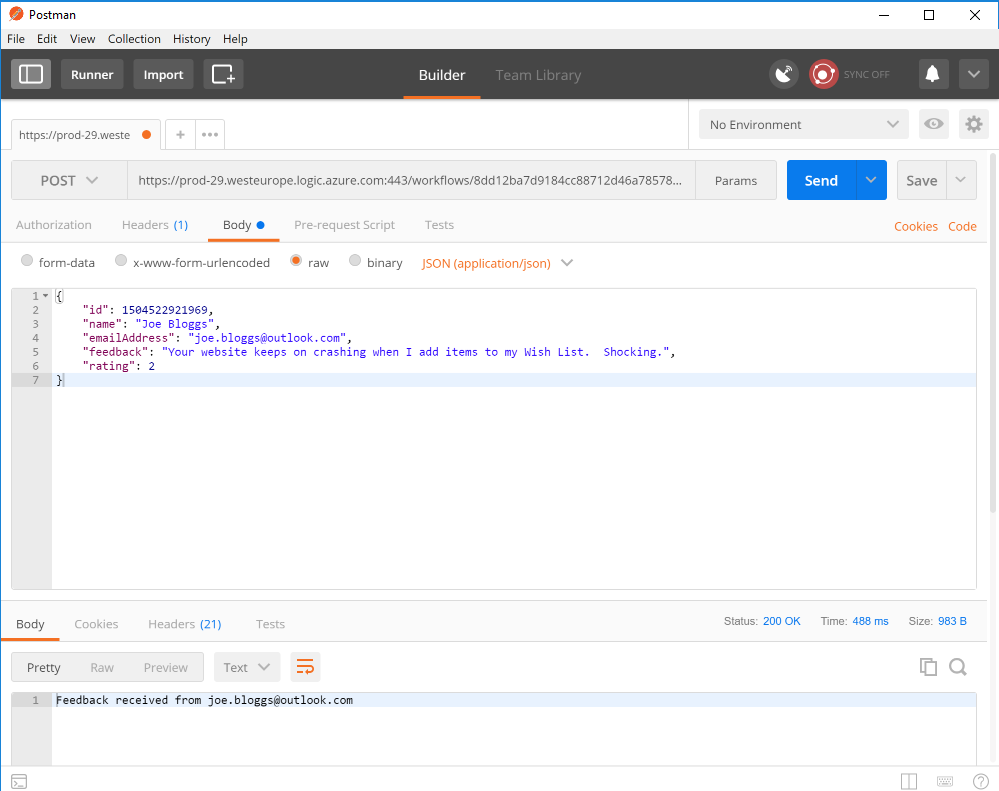 Postman
File Edit View Collection History Help
Runner Import Builder Team Library SYNC OFF
https://prod-29.weste + ••• No Environment
POST https://prod-29.westeurope.logic.azure.com:443/workflows/8dd12ba7d9184cc88712d46a78578... Params Send Save
Authorization Headers (1) Body Pre-request Script Tests Cookies Code
form-data x-www-form-urlencoded raw binary JSON (application/json)
1 {
2 "id": 1504522921969,
3 "name": "Joe Bloggs",
4 "emailAddress": "joe.bloggs@outlook.com",
5 "feedback": "Your website keeps on crashing when I add items to my Wish List.  Shocking.",
6 "rating": 2
7 }
Body Cookies Headers (21) Tests Status: 200 OK Time: 488 ms Size: 983 B
Pretty Raw Preview Text
1 Feedback received from joe.bloggs@outlook.com